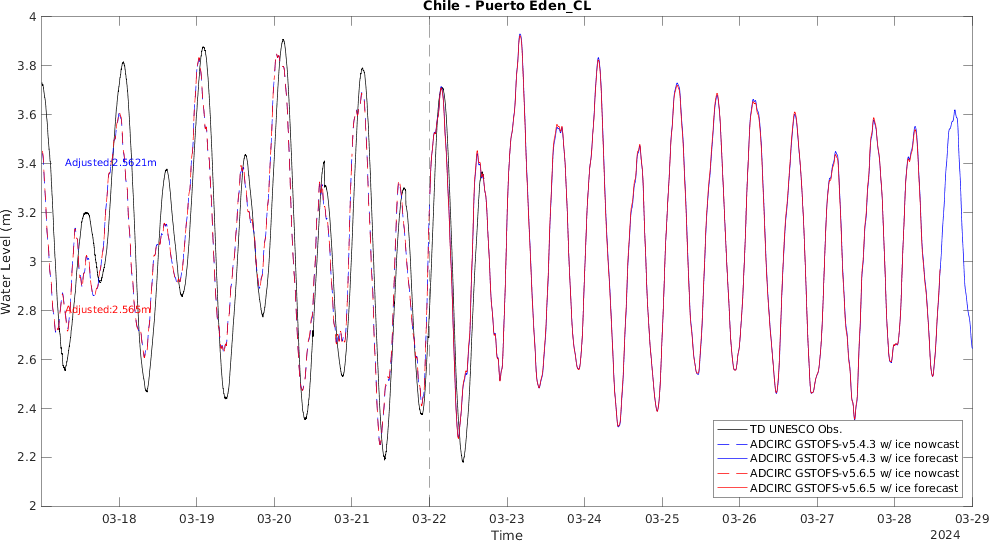 Chile - Puerto Eden_CL
Water Level (m)
4
3.8
3.6
3.4
3.2
3
2.8
2.6
2.4
2.2
2
Adjusted:2.5621m
Adjusted:2.565m
TD UNESCO Obs.
ADCIRC GSTOFS-v5.4.3 w/ ice nowcast
ADCIRC GSTOFS-v5.4.3 w/ ice forecast
ADCIRC GSTOFS-v5.6.5 w/ ice nowcast
ADCIRC GSTOFS-v5.6.5 w/ ice forecast
03-18 03-19 03-20 03-21 03-22 03-23 03-24 03-25 03-26 03-27 03-28 03-29
Time
2024